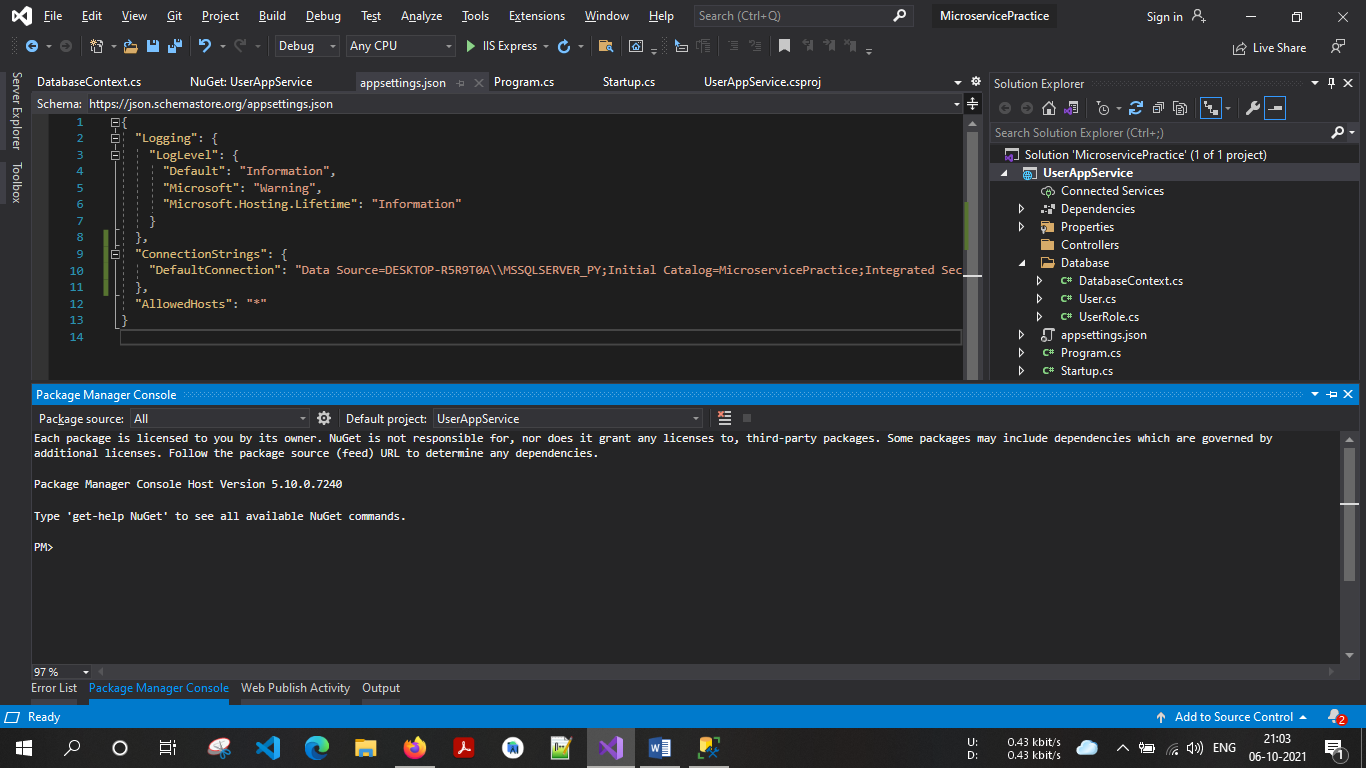 File Edit View Git Project Build Debug Test Analyze Tools Extensions Window Help Search (Ctrl+Q) MicroservicePractice Sign in
Debug Any CPU IIS Express Live Share
Server Explorer
Toolbox
DatabaseContext.cs NuGet: UserAppService appsettings.json Program.cs Startup.cs UserAppService.csproj
Schema: https://json.schemastore.org/appsettings.json
1 {
2 "Logging": {
3 "LogLevel": {
4 "Default": "Information",
5 "Microsoft": "Warning",
6 "Microsoft.Hosting.Lifetime": "Information"
7 }
8 },
9 "ConnectionStrings": {
10 "DefaultConnection": "Data Source=DESKTOP-R5R9T0A\\MSSQLSERVER_PY;Initial Catalog=MicroservicePractice;Integrated Sec
11 },
12 "AllowedHosts": "*"
13 }
14
Solution Explorer
Search Solution Explorer (Ctrl+;)
Solution 'MicroservicePractice' (1 of 1 project)
UserAppService
Connected Services
Dependencies
Properties
Controllers
Database
C# DatabaseContext.cs
C# User.cs
C# UserRole.cs
appsettings.json
C# Program.cs
C# Startup.cs
Package Manager Console
Package source: All Default project: UserAppService
Each package is licensed to you by its owner. NuGet is not responsible for, nor does it grant any licenses to, third-party packages. Some packages may include dependencies which are governed by
additional licenses. Follow the package source (feed) URL to determine any dependencies.
Package Manager Console Host Version 5.10.0.7240
Type 'get-help NuGet' to see all available NuGet commands.
PM>
97 %
Error List Package Manager Console Web Publish Activity Output
Ready Add to Source Control 2
U: 0.43 kbit/s
D: 0.43 kbit/s
ENG
21:03
06-10-2021
1